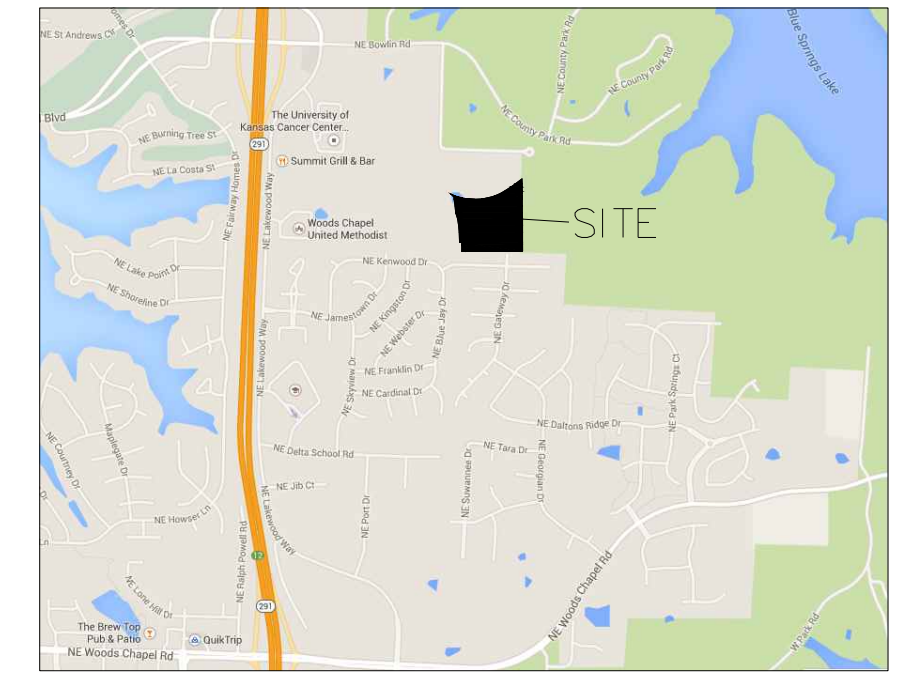 NE St Andrews Cir
NE Bowlin Rd
NE County Park Rd
NE County Park Rd
Blue Springs Lake
Blvd
The University of
Kansas Cancer Center...
NE County Park Rd
NE Burning Tree St
291
Summit Grill & Bar
NE La Costa St
NE Fairway Homes Dr
NE Lakewood Way
Woods Chapel
United Methodist
SITE
NE Kenwood Dr
NE Lake Point Dr
NE Shoreline Dr
NE Jamestown Dr
NE Kingston Dr
NE Webster Dr
NE Blue Jay Dr
NE Gateway Dr
NE Lakewood Way
NE Skyview Dr
NE Franklin Dr
NE Cardinal Dr
NE Park Springs Ct
NE Daltons Ridge Dr
NE Courtney Dr
Maplegate Dr
NE Delta School Rd
NE Tara Dr
NE Suwannee Dr
NE Georgian Dr
NE Jib Ct
NE Port Dr
NE Howser Ln
NE Lakewood Way
Dr
Ln
NE Ralph Powell Rd
12
NE Woods Chapel Rd
NE Lone Hill Dr
291
The Brew Top
Pub & Patio
QuikTrip
NE Woods Chapel Rd
W Park Rd